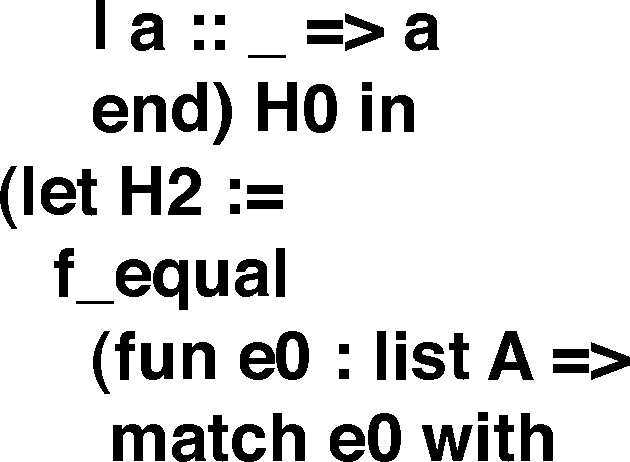 | a :: _ => a
end) H0 in
(let H2 :=
f_equal
(fun e0 : list A =>
match e0 with